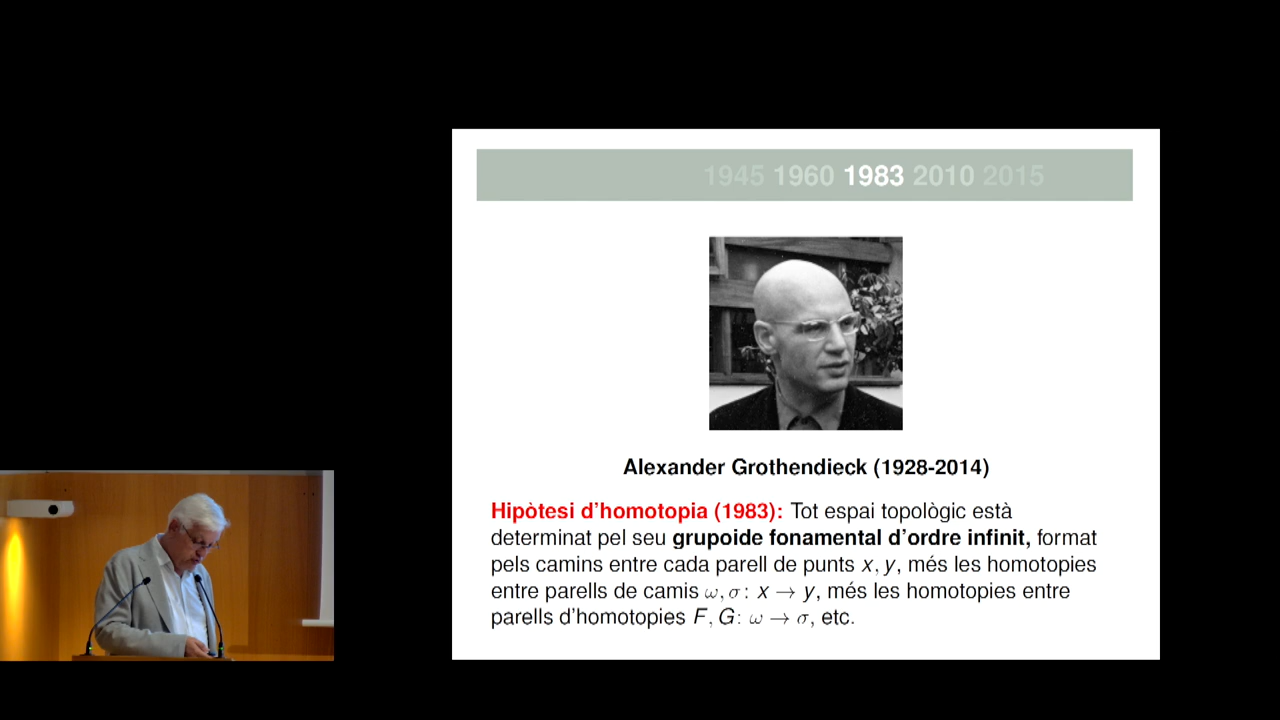 1945 1960 1983 2010 2015
Alexander Grothendieck (1928-2014)
Hipòtesi d'homotopia (1983): Tot espai topològic està
determinat pel seu grupoide fonamental d'ordre infinit, format
pels camins entre cada parell de punts x, y, més les homotopies
entre parells de camis ω, σ: x → y, més les homotopies entre
parells d'homotopies F, G: ω → σ, etc.